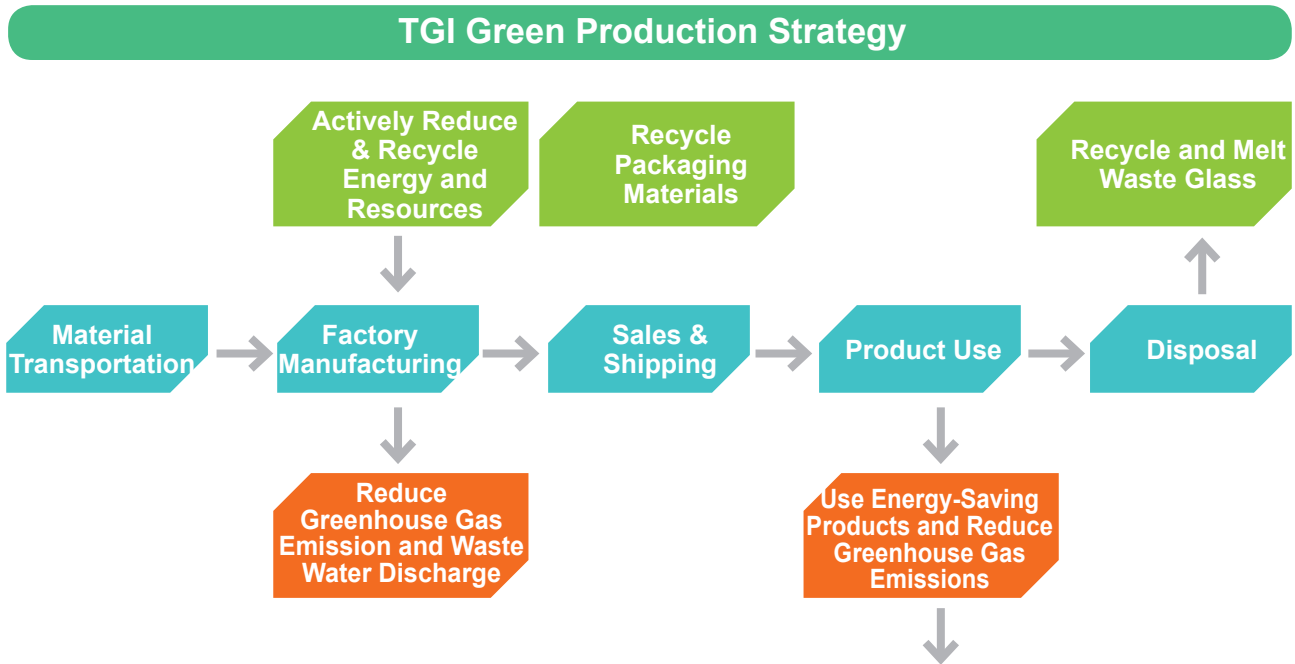 TGI Green Production Strategy
Actively Reduce
& Recycle
Energy and
Resources
Recycle
Packaging
Materials
Recycle and Melt
Waste Glass
Material
Transportation
Factory
Manufacturing
Sales &
Shipping
Product Use
Disposal
Reduce
Greenhouse Gas
Emission and Waste
Water Discharge
Use Energy-Saving
Products and Reduce
Greenhouse Gas
Emissions